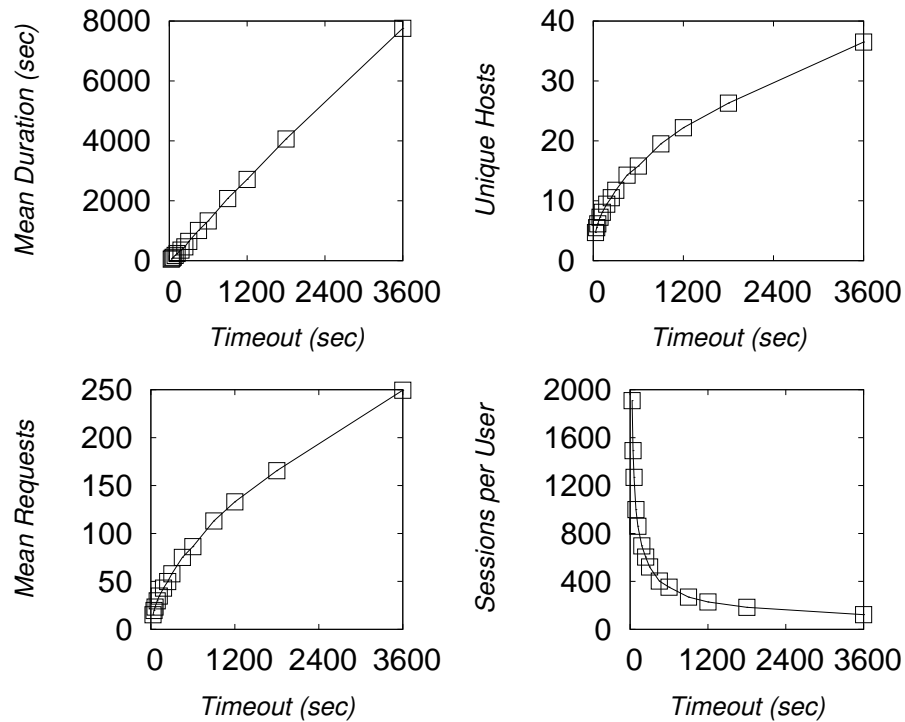 Mean Duration (sec)
8000
6000
4000
2000
0
0 1200 2400 3600
Timeout (sec)
Unique Hosts
40
30
20
10
0
0 1200 2400 3600
Timeout (sec)
Mean Requests
250
200
150
100
50
0
0 1200 2400 3600
Timeout (sec)
Sessions per User
2000
1600
1200
800
400
0
0 1200 2400 3600
Timeout (sec)